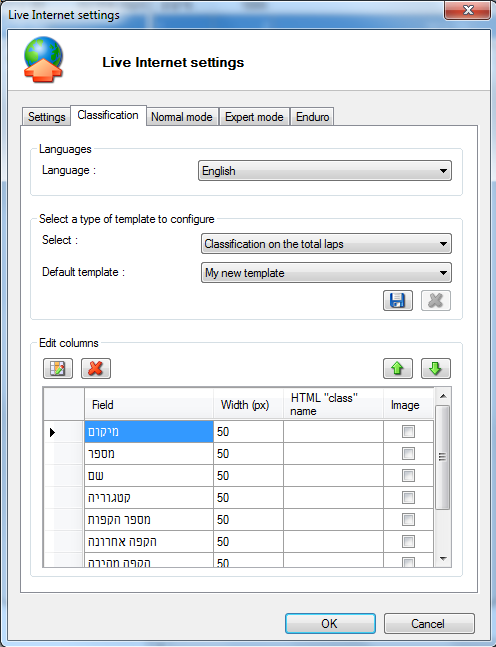 Live Internet settings
Live Internet settings
Settings Classification Normal mode Expert mode Enduro
Languages
Language : English
Select a type of template to configure
Select : Classification on the total laps
Default template : My new template
Edit columns
Field Width (px) HTML "class" name Image
מיקום 50
מספר 50
שם 50
קטגוריה 50
מספר הקפות 50
הקפה אחרונה 50
הקפה מהירה 50
OK Cancel